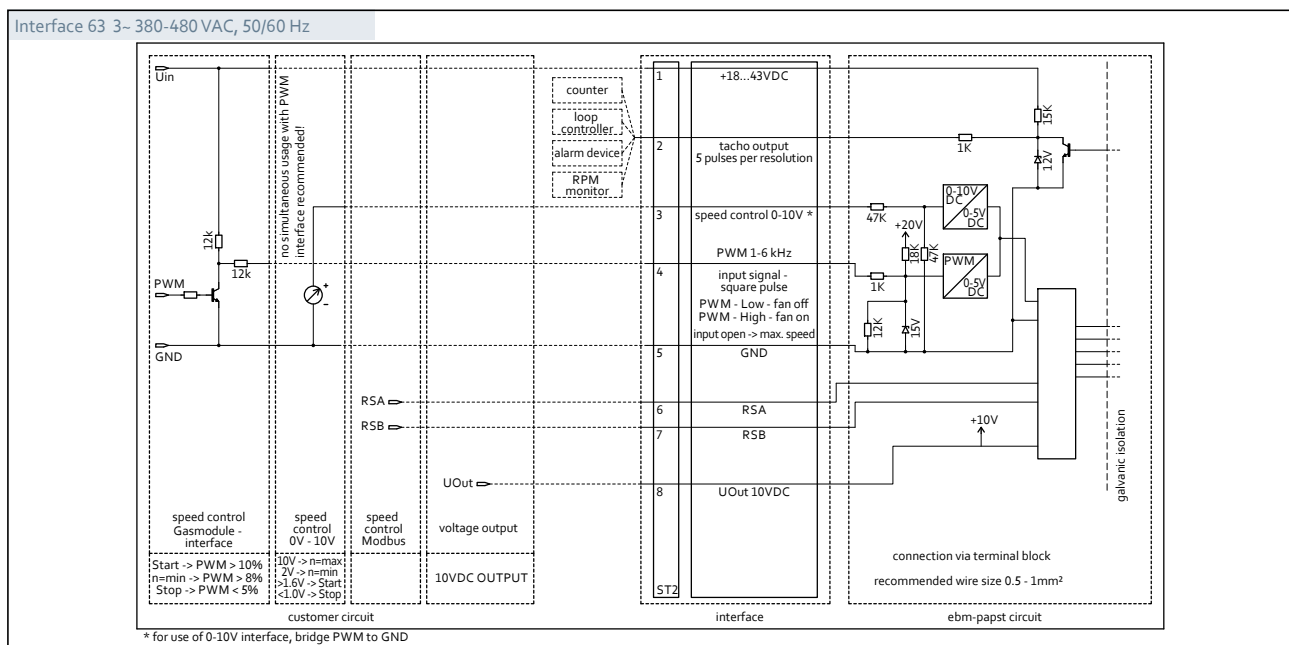 Interface 63 3~ 380-480 VAC, 50/60 Hz
Uin
no simultaneous usage with PWM
interface recommended!
12k
12k
PWM
GND
+
-
RSA
RSB
UOut
counter
loop
controller
alarm device
RPM
monitor
1
+18...43VDC
2
tacho output
5 pulses per resolution
3
speed control 0-10V *
PWM 1-6 kHz
4
input signal -
square pulse
PWM - Low - fan off
PWM - High - fan on
input open -> max. speed
5
GND
6
RSA
7
RSB
8
UOut 10VDC
ST2
15K
1K
12V
47K
0-10V
DC
0-5V
DC
+20V
18K
47K
PWM
0-5V
DC
1K
12K
15V
+10V
galvanic isolation
speed control
Gasmodule -
interface
speed
control
0V - 10V
speed
control
Modbus
voltage output
Start -> PWM > 10%
n=min -> PWM > 8%
Stop -> PWM < 5%
10V -> n=max
2V -> n=min
>1.6V -> Start
<1.0V -> Stop
10VDC OUTPUT
connection via terminal block
recommended wire size 0.5 - 1mm²
customer circuit
interface
ebm-papst circuit
* for use of 0-10V interface, bridge PWM to GND